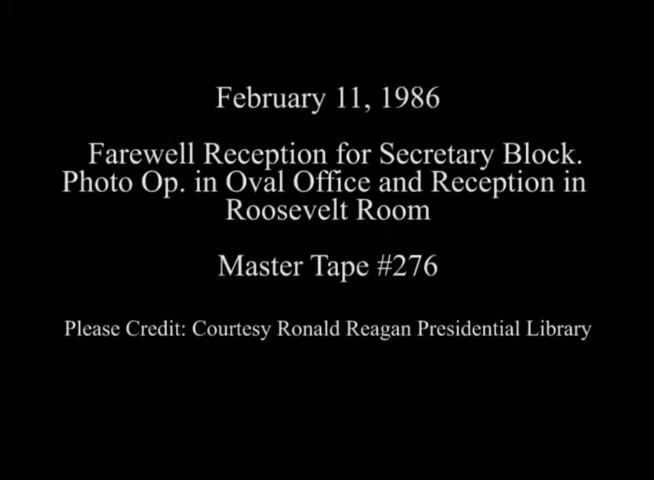 February 11, 1986
Farewell Reception for Secretary Block.
Photo Op. in Oval Office and Reception in
Roosevelt Room
Master Tape #276
Please Credit: Courtesy Ronald Reagan Presidential Library